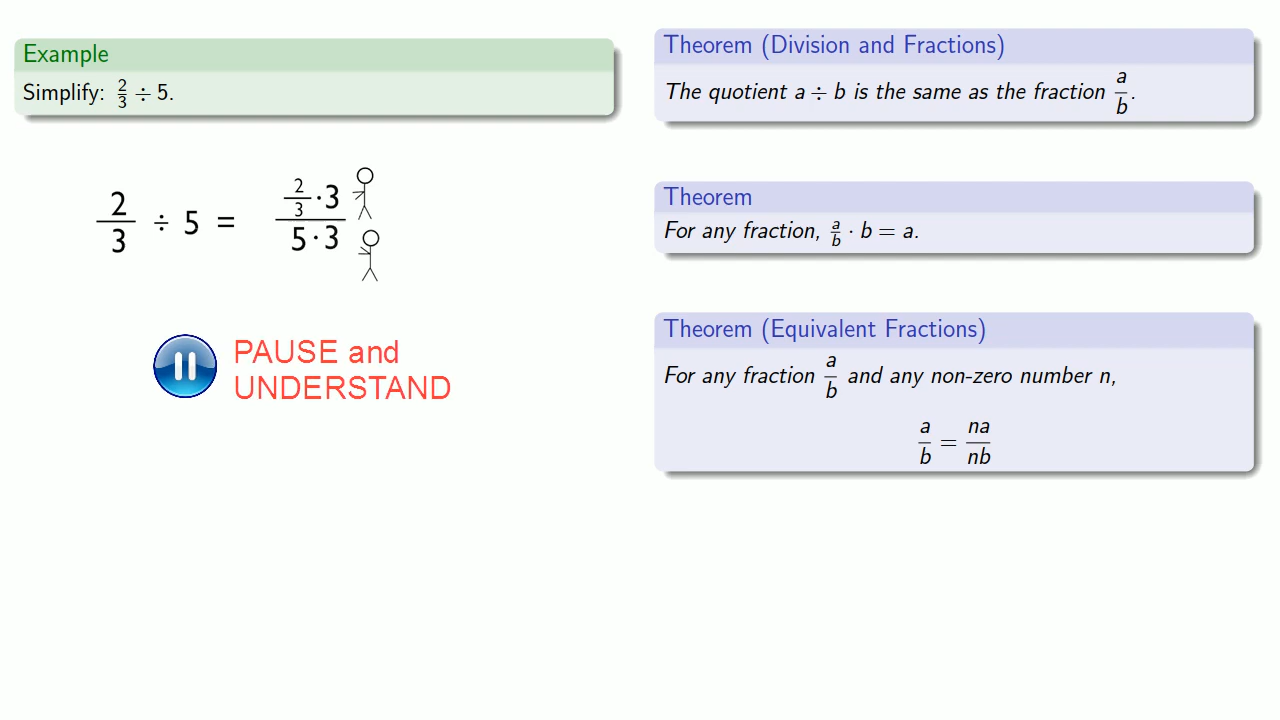 Example
Simplify: 2/3 ÷ 5.
2/3 ÷ 5 = (2/3 · 3)/(5 · 3)
PAUSE and
UNDERSTAND
Theorem (Division and Fractions)
The quotient a ÷ b is the same as the fraction a/b.
Theorem
For any fraction, a/b · b = a.
Theorem (Equivalent Fractions)
For any fraction a/b and any non-zero number n,
a/b = na/nb